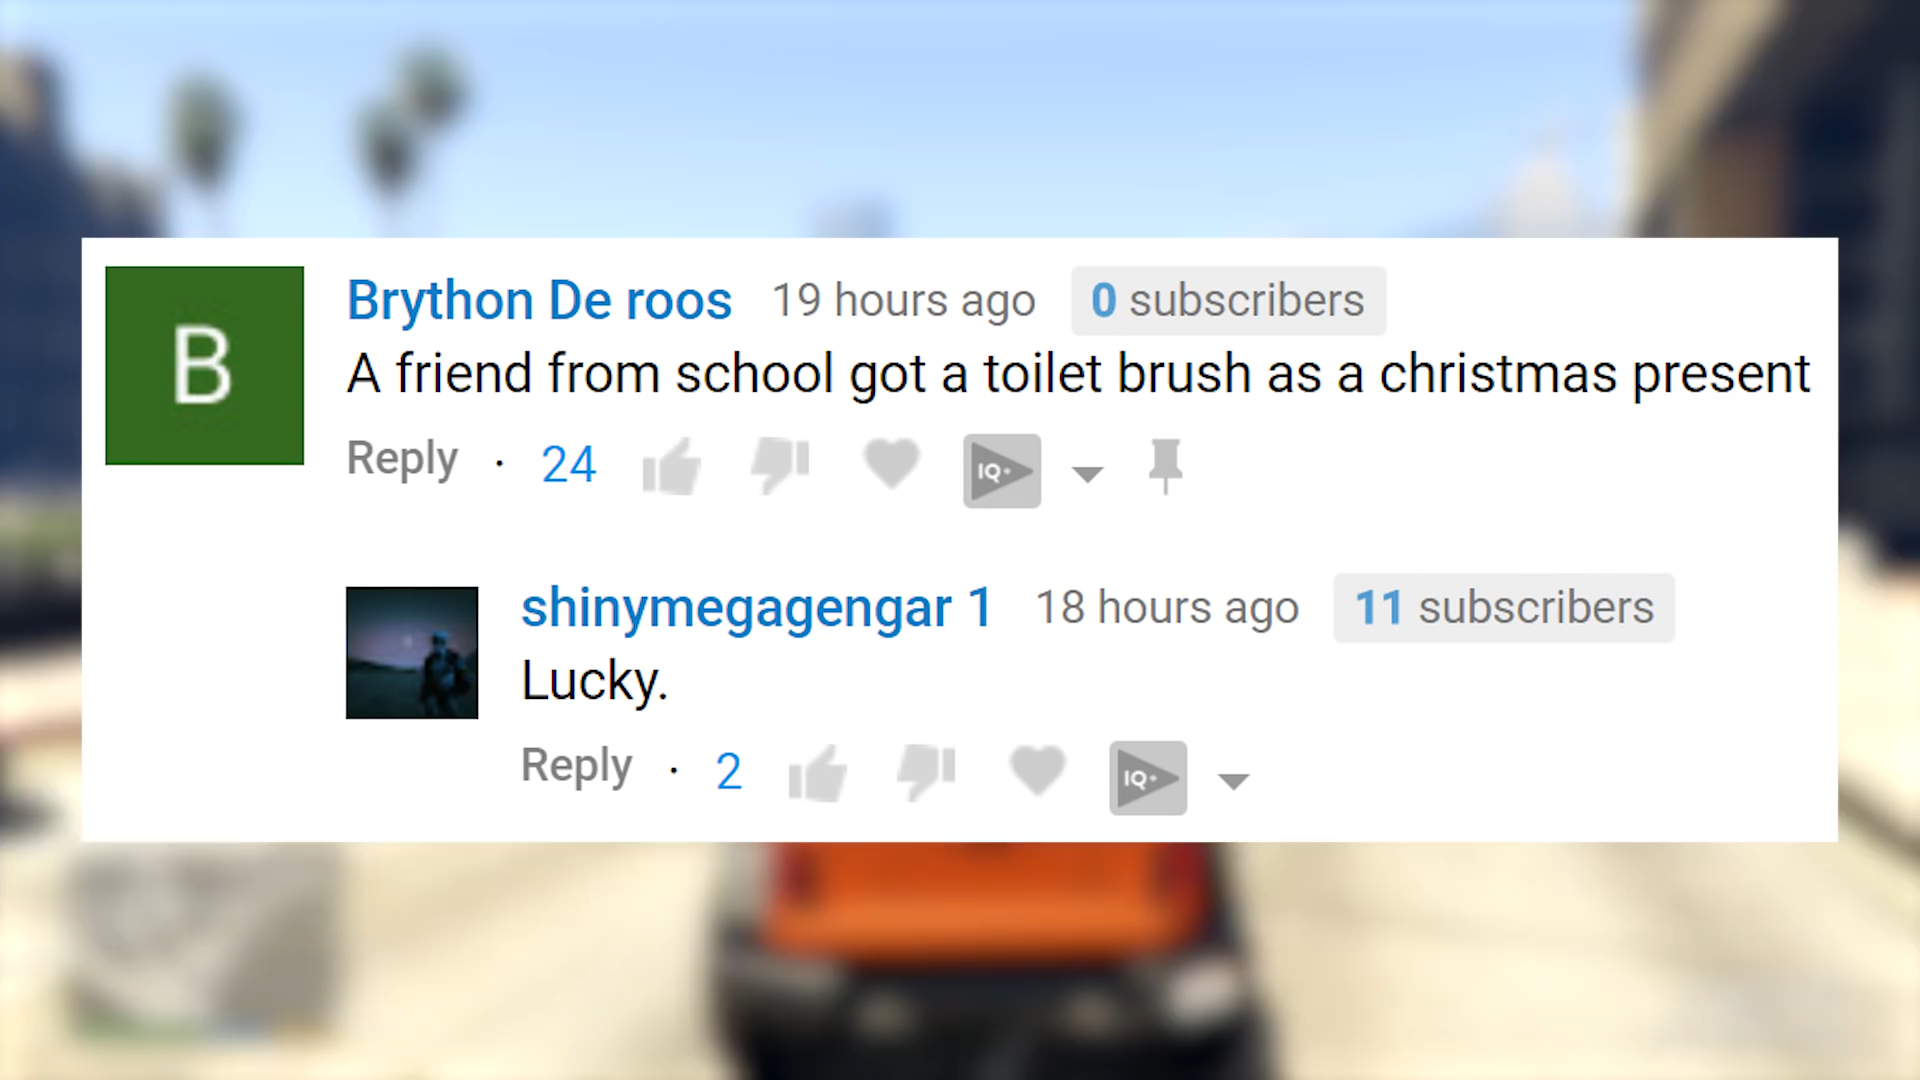 B
Brython De roos 19 hours ago 0 subscribers
A friend from school got a toilet brush as a christmas present
Reply · 24 IQ+
shinymegagengar 1 18 hours ago 11 subscribers
Lucky.
Reply · 2 IQ+